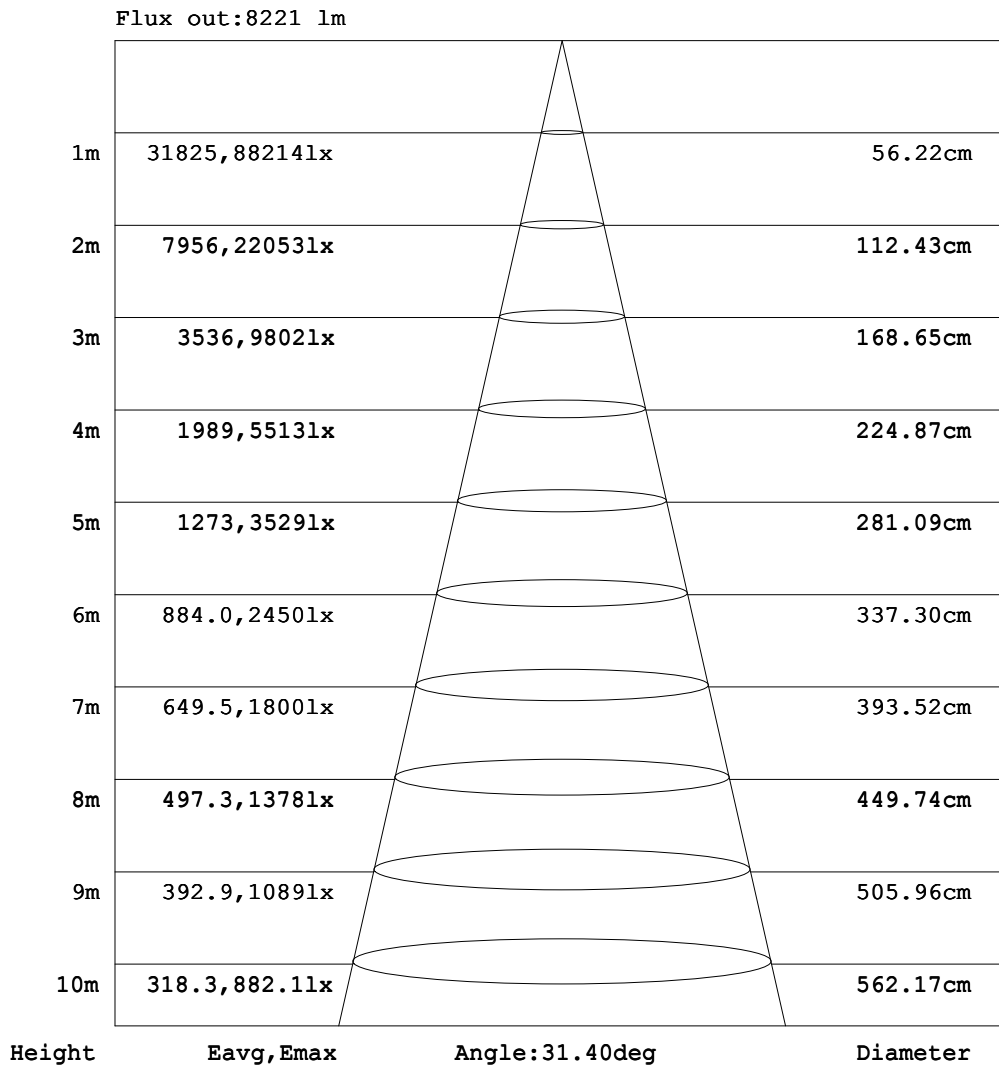 Flux out:8221 lm
1m 31825,88214lx 56.22cm
2m 7956,22053lx 112.43cm
3m 3536,9802lx 168.65cm
4m 1989,5513lx 224.87cm
5m 1273,3529lx 281.09cm
6m 884.0,2450lx 337.30cm
7m 649.5,1800lx 393.52cm
8m 497.3,1378lx 449.74cm
9m 392.9,1089lx 505.96cm
10m 318.3,882.1lx 562.17cm
Height Eavg,Emax Angle:31.40deg Diameter